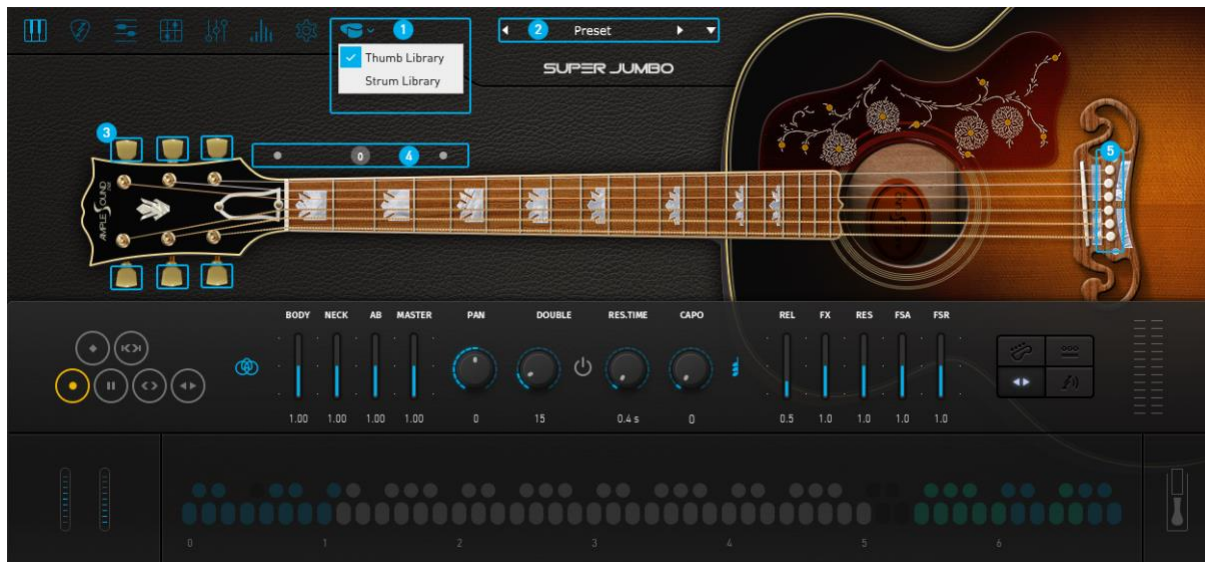 1
2
Preset
Thumb Library
Strum Library
SUPER JUMBO
3
0
4
5
AMPLE SOUND
BODY NECK AB MASTER PAN DOUBLE RES.TIME CAPO REL FX RES FSA FSR
1.00 1.00 1.00 1.00 0 15 0.4 s 0 0.5 1.0 1.0 1.0 1.0
0 1 2 3 4 5 6